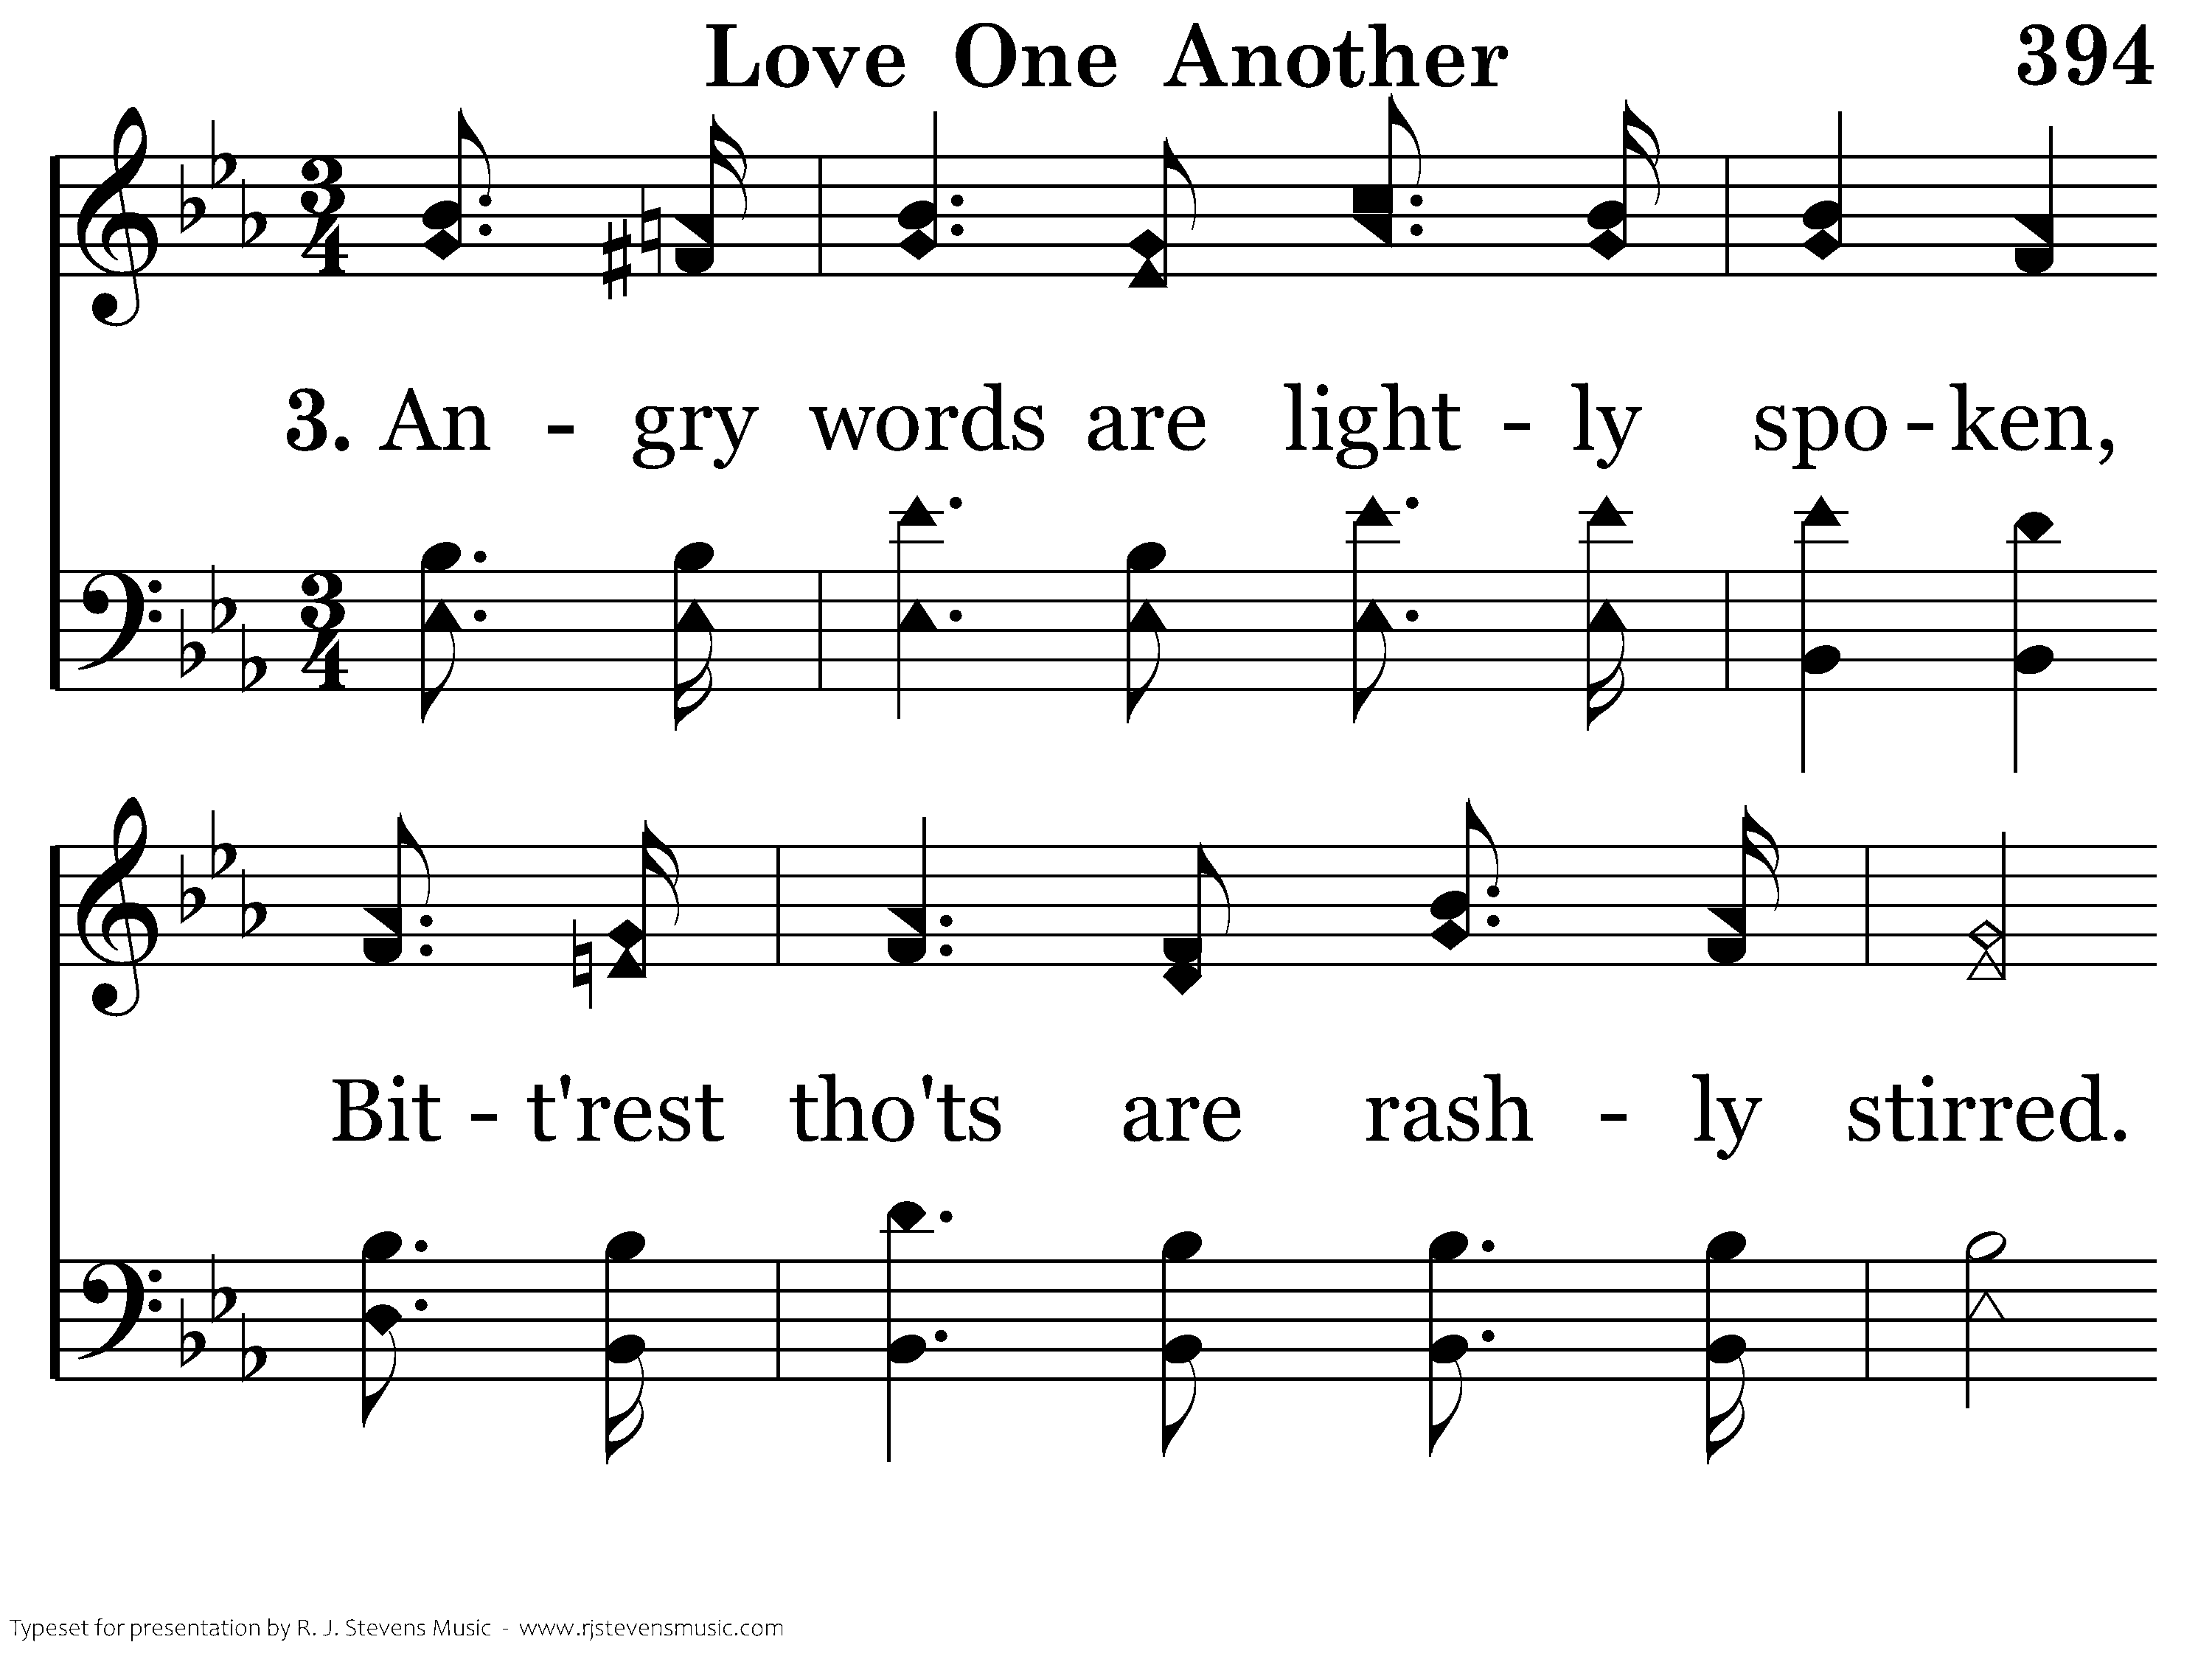 Love One Another 394
3. An - gry words are light - ly spo - ken,
Bit - t'rest tho'ts are rash - ly stirred.
Typeset for presentation by R. J. Stevens Music - www.rjstevensmusic.com